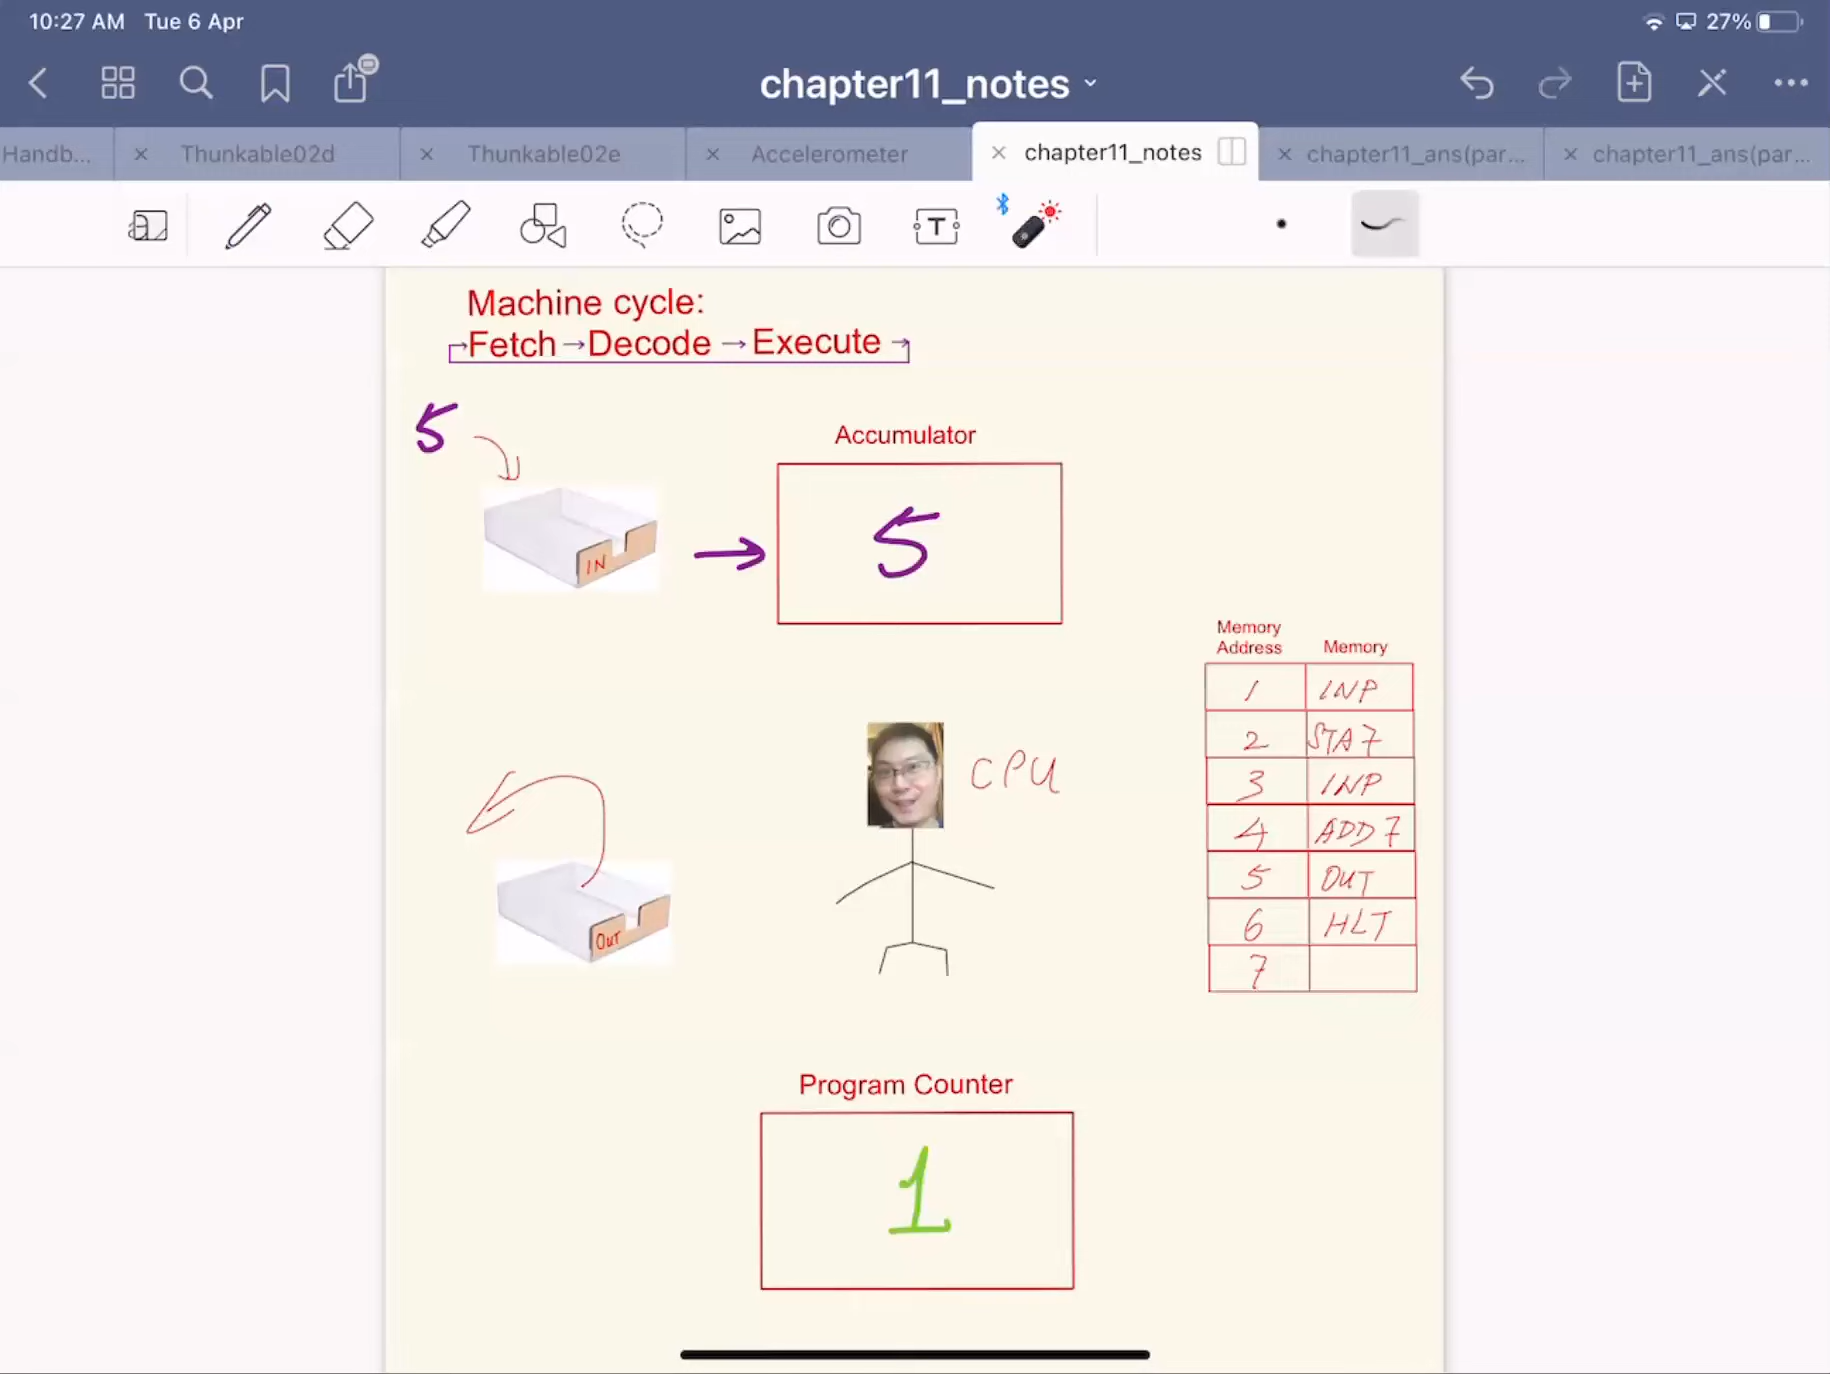 10:27 AM Tue 6 Apr
27%
chapter11_notes
Handb...
Thunkable02d
Thunkable02e
Accelerometer
chapter11_notes
chapter11_ans(par...
chapter11_ans(par...
a
T
Machine cycle:
Fetch → Decode → Execute
5
Accumulator
IN
5
Memory Address
Memory
1 INP
2 STA 7
3 INP
4 ADD 7
5 OUT
6 HLT
7
CPU
OUT
Program Counter
1